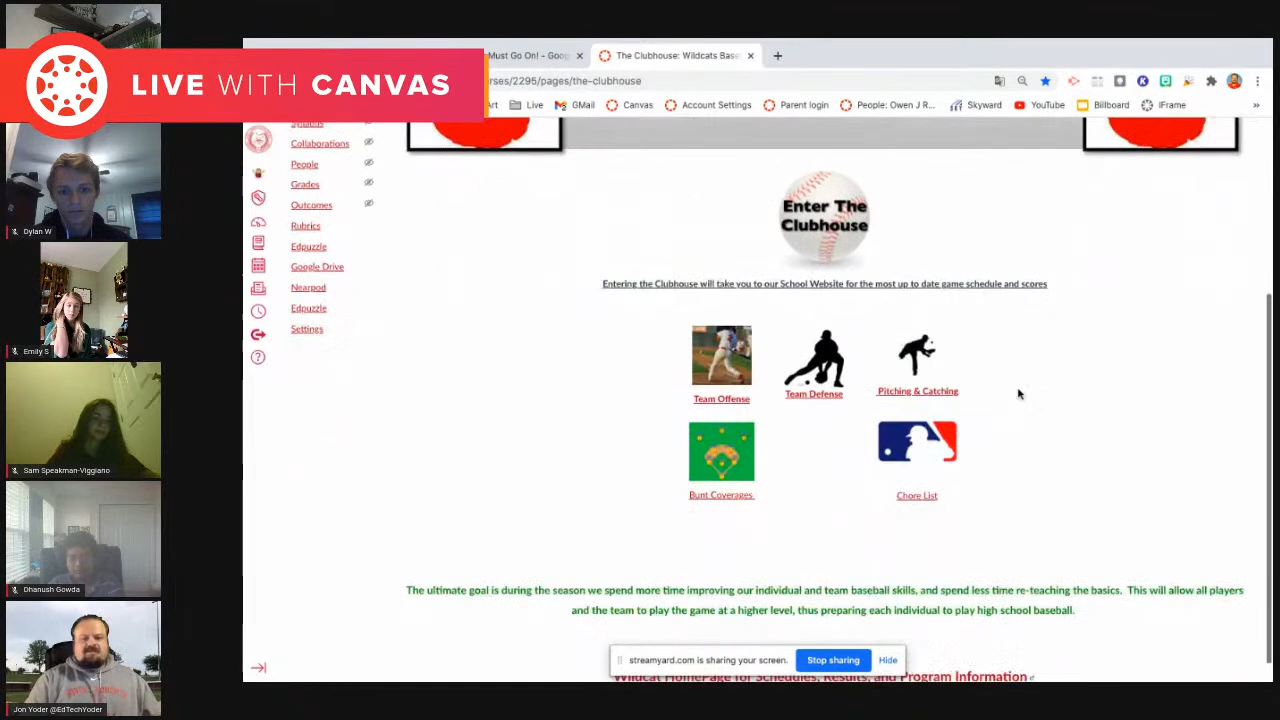 LIVE WITH CANVAS
Must Go On! - Goog
The Clubhouse: Wildcats Base
rses/2295/pages/the-clubhouse
Art
Live
GMail
Canvas
Account Settings
Parent login
People: Owen J R...
Skyward
YouTube
Billboard
IFrame
»
Syllabus
Collaborations
People
Grades
Outcomes
Rubrics
Edpuzzle
Google Drive
Nearpod
Edpuzzle
Settings
Enter The
Clubhouse
Entering the Clubhouse will take you to our School Website for the most up to date game schedule and scores
Team Offense
Team Defense
Pitching & Catching
Bunt Coverages
Chore List
The ultimate goal is during the season we spend more time improving our individual and team baseball skills, and spend less time re-teaching the basics. This will allow all players
and the team to play the game at a higher level, thus preparing each individual to play high school baseball.
streamyard.com is sharing your screen.
Stop sharing
Hide
Wildcat HomePage for Schedules, Results, and Program Information
Dylan W
Emily S
Sam Speakman-Viggiano
Dhanush Gowda
Jon Yoder @EdTechYoder